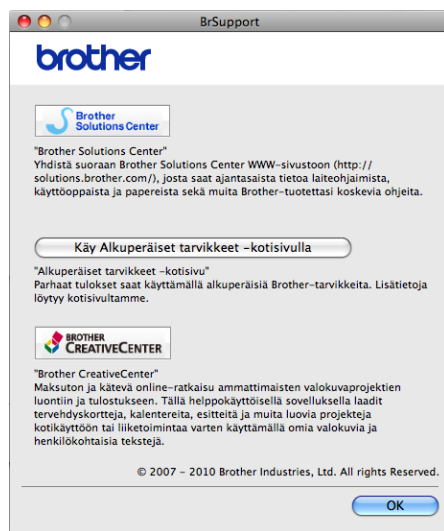 BrSupport
brother
Brother
Solutions Center
"Brother Solutions Center"
Yhdistä suoraan Brother Solutions Center WWW-sivustoon (http://
solutions.brother.com/), josta saat ajantasaista tietoa laiteohjaimista,
käyttöoppaista ja papereista sekä muita Brother-tuotettasi koskevia ohjeita.
Käy Alkuperäiset tarvikkeet -kotisivulla
"Alkuperäiset tarvikkeet -kotisivu"
Parhaat tulokset saat käyttämällä alkuperäisiä Brother-tarvikkeita. Lisätietoja
löytyy kotisivultamme.
BROTHER
CREATIVECENTER
"Brother CreativeCenter"
Maksuton ja kätevä online-ratkaisu ammattimaisten valokuvaprojektien
luontiin ja tulostukseen. Tällä helppokäyttöisellä sovelluksella laadit
tervehdyskortteja, kalentereita, esitteitä ja muita luovia projekteja
kotikäyttöön tai liiketoimintaa varten käyttämällä omia valokuvia ja
henkilökohtaisia tekstejä.
© 2007 - 2010 Brother Industries, Ltd. All rights Reserved.
OK